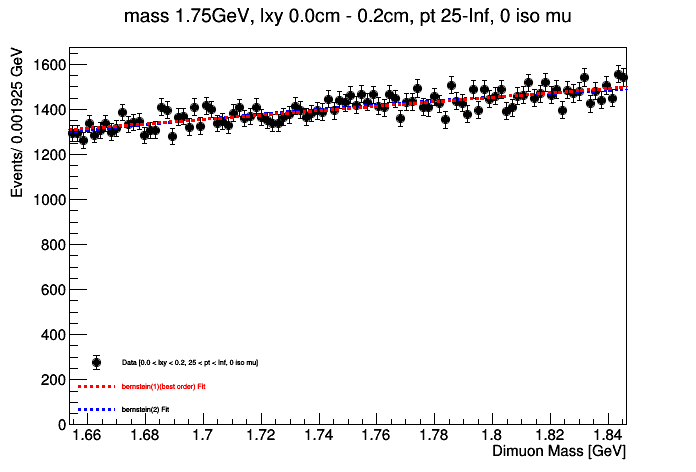 mass 1.75GeV, lxy 0.0cm - 0.2cm, pt 25-Inf, 0 iso mu
Events/ 0.001925 GeV
1600
1400
1200
1000
800
600
400
200
0
Data [0.0 < lxy < 0.2, 25 < pt < Inf, 0 iso mu]
bernstein(1)(best order) Fit
bernstein(2) Fit
1.66 1.68 1.7 1.72 1.74 1.76 1.78 1.8 1.82 1.84
Dimuon Mass [GeV]